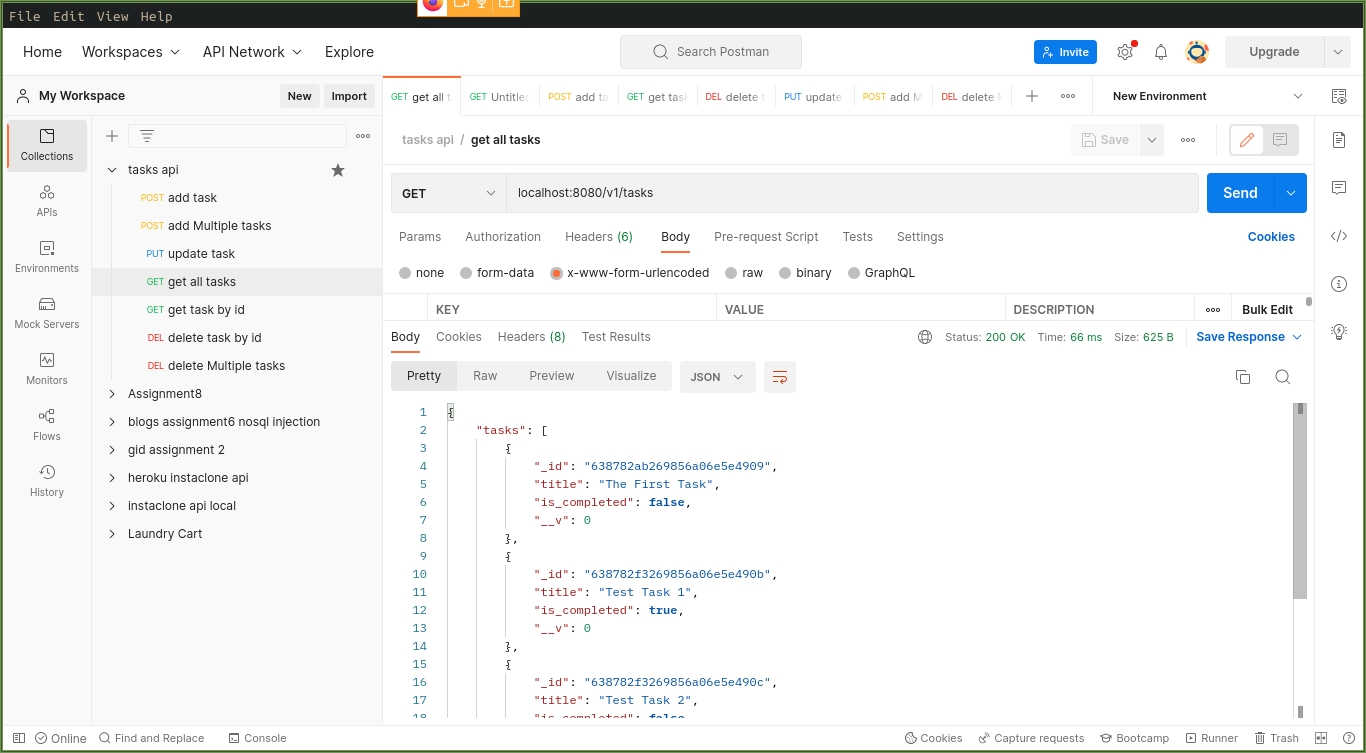 File Edit View Help
Home Workspaces API Network Explore Search Postman Invite Upgrade
My Workspace New Import
GET get all t GET Untitled POST add ta GET get task DEL delete t PUT update POST add M DEL delete M New Environment
Collections
APIs
Environments
Mock Servers
Monitors
Flows
History
tasks api
POST add task
POST add Multiple tasks
PUT update task
GET get all tasks
GET get task by id
DEL delete task by id
DEL delete Multiple tasks
Assignment8
blogs assignment6 nosql injection
gid assignment 2
heroku instaclone api
instaclone api local
Laundry Cart
tasks api / get all tasks Save
GET localhost:8080/v1/tasks Send
Params Authorization Headers (6) Body Pre-request Script Tests Settings Cookies
none form-data x-www-form-urlencoded raw binary GraphQL
KEY VALUE DESCRIPTION Bulk Edit
Body Cookies Headers (8) Test Results Status: 200 OK Time: 66 ms Size: 625 B Save Response
Pretty Raw Preview Visualize JSON
1 {
2 "tasks": [
3 {
4 "_id": "638782ab269856a06e5e4909",
5 "title": "The First Task",
6 "is_completed": false,
7 "__v": 0
8 },
9 {
10 "_id": "638782f3269856a06e5e490b",
11 "title": "Test Task 1",
12 "is_completed": true,
13 "__v": 0
14 },
15 {
16 "_id": "638782f3269856a06e5e490c",
17 "title": "Test Task 2",
18 "is_completed": false,
Online Find and Replace Console Cookies Capture requests Bootcamp Runner Trash